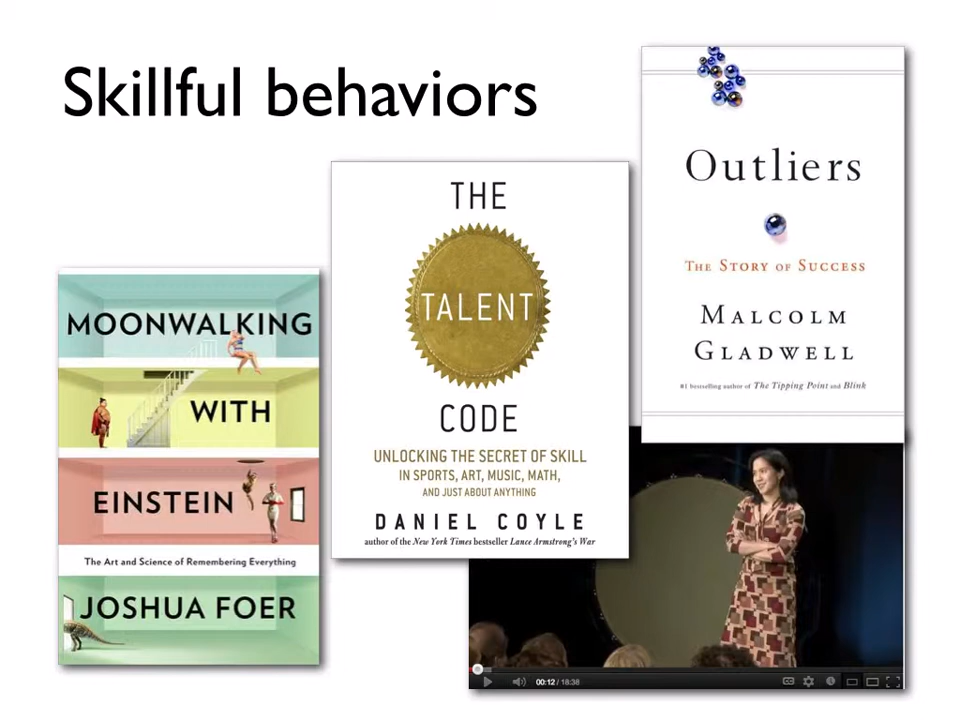 Skillful behaviors
MOONWALKING
WITH
EINSTEIN
The Art and Science of Remembering Everything
JOSHUA FOER
THE
TALENT
CODE
UNLOCKING THE SECRET OF SKILL
IN SPORTS, ART, MUSIC, MATH,
AND JUST ABOUT ANYTHING
DANIEL COYLE
author of the New York Times bestseller Lance Armstrong's War
Outliers
THE STORY OF SUCCESS
MALCOLM
GLADWELL
#1 bestselling author of The Tipping Point and Blink
00:12 / 18:38